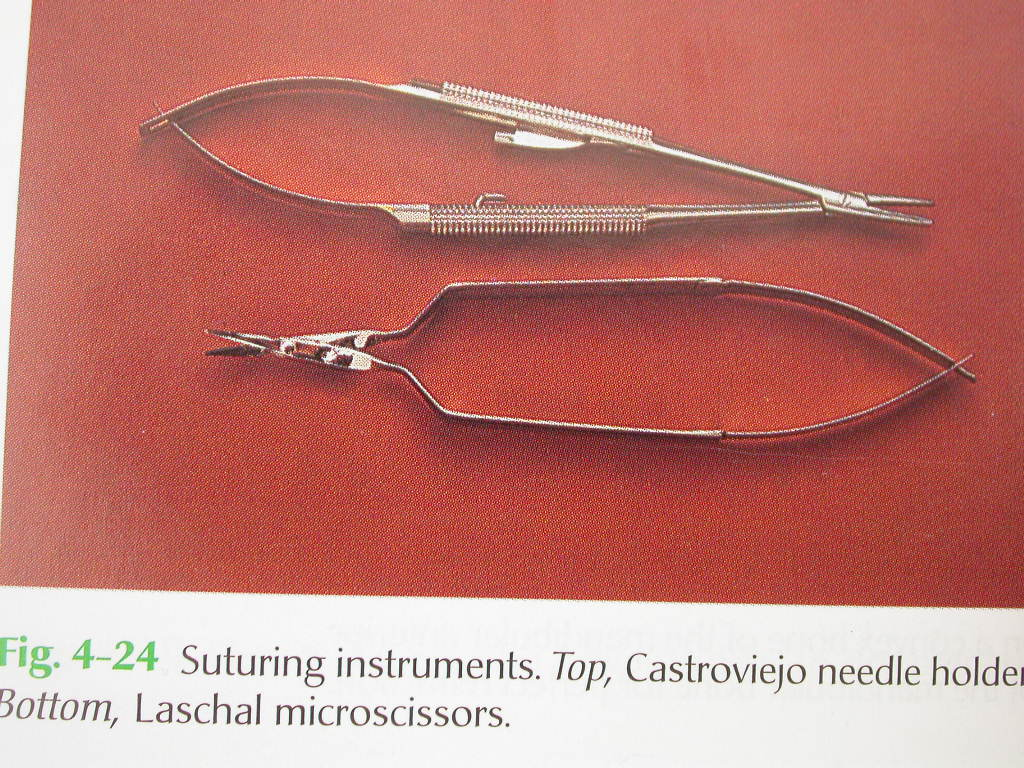 Fig. 4-24 Suturing instruments. Top, Castroviejo needle holder
Bottom, Laschal microscissors.